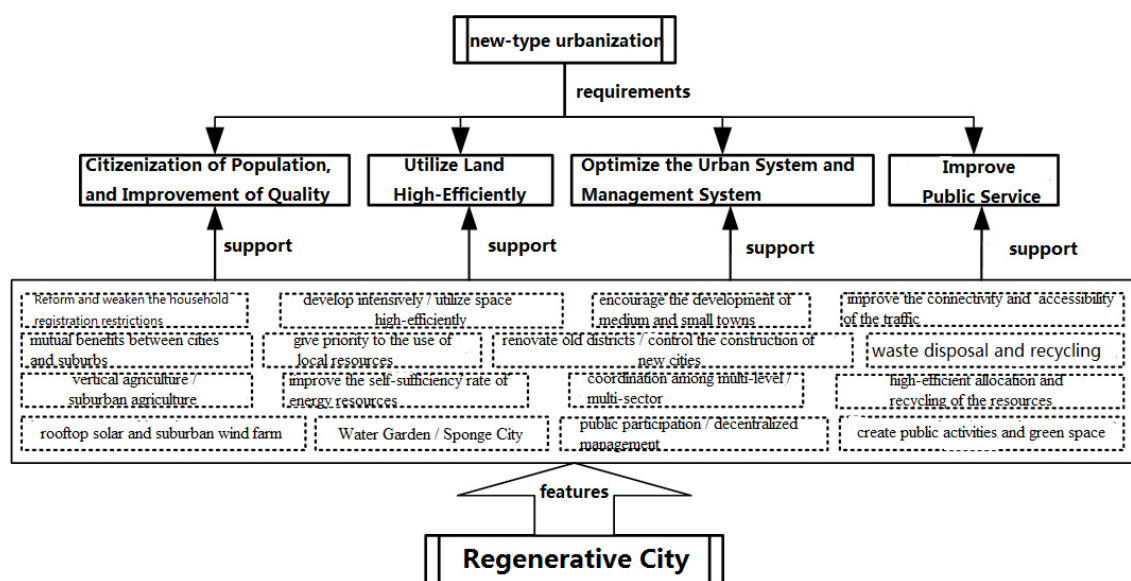 new-type urbanization
requirements
Citizenization of Population,
and Improvement of Quality
Utilize Land
High-Efficiently
Optimize the Urban System and
Management System
Improve
Public Service
support
support
support
support
Reform and weaken the household
registration restrictions
develop intensively / utilize space
high-efficiently
encourage the development of
medium and small towns
improve the connectivity and accessibility
of the traffic
mutual benefits between cities
and suburbs
give priority to the use of
local resources
renovate old districts / control the construction of
new cities
waste disposal and recycling
vertical agriculture /
suburban agriculture
improve the self-sufficiency rate of
energy resources
coordination among multi-level /
multi-sector
high-efficient allocation and
recycling of the resources
rooftop solar and suburban wind farm
Water Garden / Sponge City
public participation / decentralized
management
create public activities and green space
features
Regenerative City